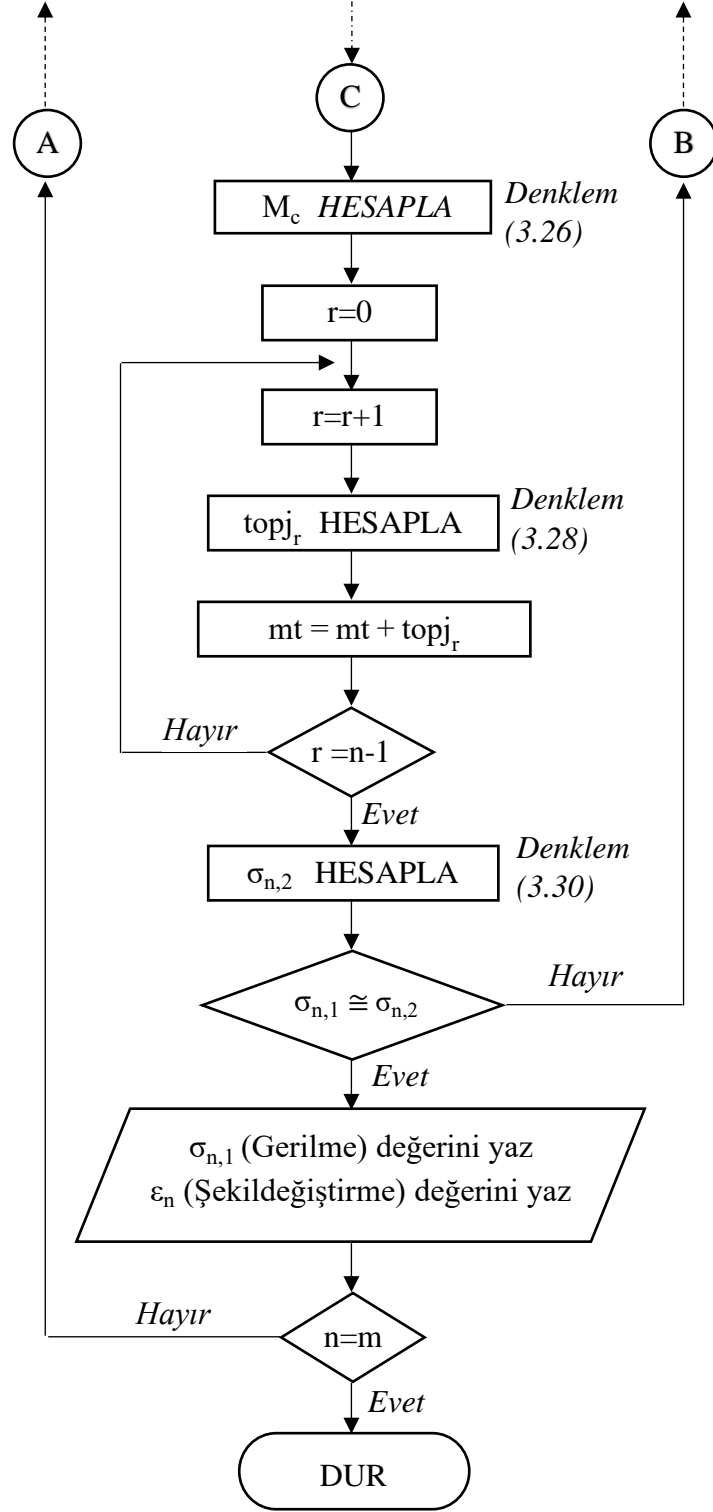 C
A
B
M_c HESAPLA
Denklem
(3.26)
r=0
r=r+1
topj_r HESAPLA
Denklem
(3.28)
mt = mt + topj_r
Hayır
r =n-1
Evet
σ_n,2 HESAPLA
Denklem
(3.30)
Hayır
σ_n,1 ≅ σ_n,2
Evet
σ_n,1 (Gerilme) değerini yaz
ε_n (Şekildeğiştirme) değerini yaz
Hayır
n=m
Evet
DUR